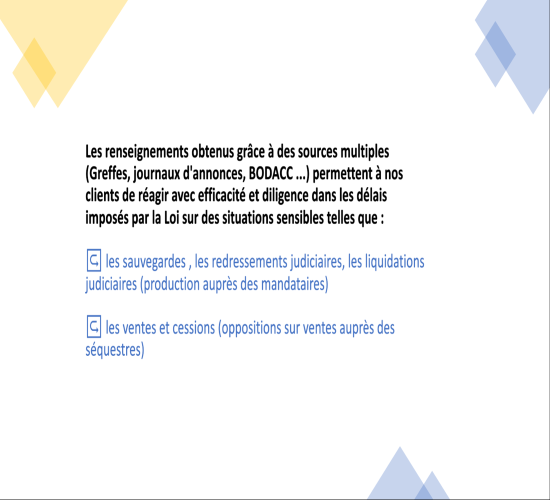 Les renseignements obtenus grâce à des sources multiples
(Greffes, journaux d'annonces, BODACC ...) permettent à nos
clients de réagir avec efficacité et diligence dans les délais
imposés par la Loi sur des situations sensibles telles que :
les sauvegardes , les redressements judiciaires, les liquidations
judiciaires (production auprès des mandataires)
les ventes et cessions (oppositions sur ventes auprès des
séquestres)